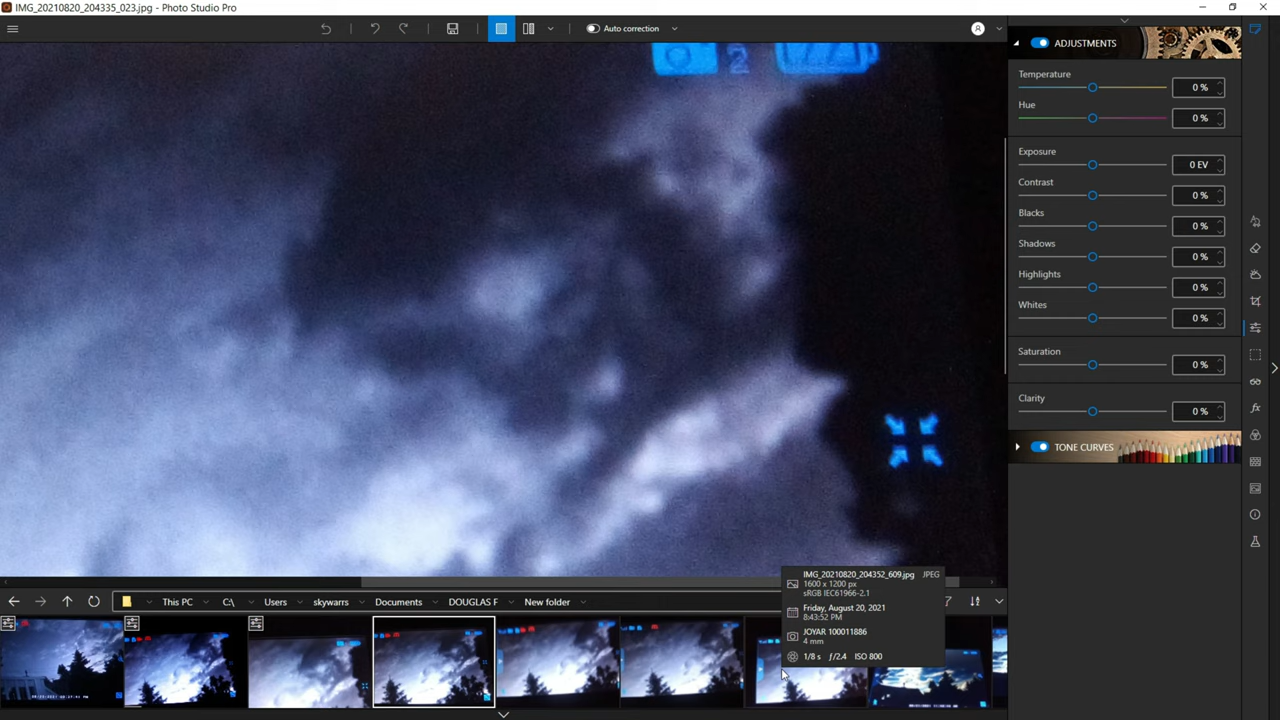 IMG_20210820_204335_023.jpg - Photo Studio Pro
Auto correction
2
ADJUSTMENTS
Temperature
0 %
Hue
0 %
Exposure
0 EV
Contrast
0 %
Blacks
0 %
Shadows
0 %
Highlights
0 %
Whites
0 %
Saturation
0 %
Clarity
0 %
TONE CURVES
IMG_20210820_204352_609.jpg JPEG
1600 x 1200 px
sRGB IEC61966-2.1
Friday, August 20, 2021
8:43:52 PM
JOYAR 100011886
4 mm
1/8 s ƒ/2.4 ISO 800
This PC
C:\
Users
skywarrs
Documents
DOUGLAS F
New folder